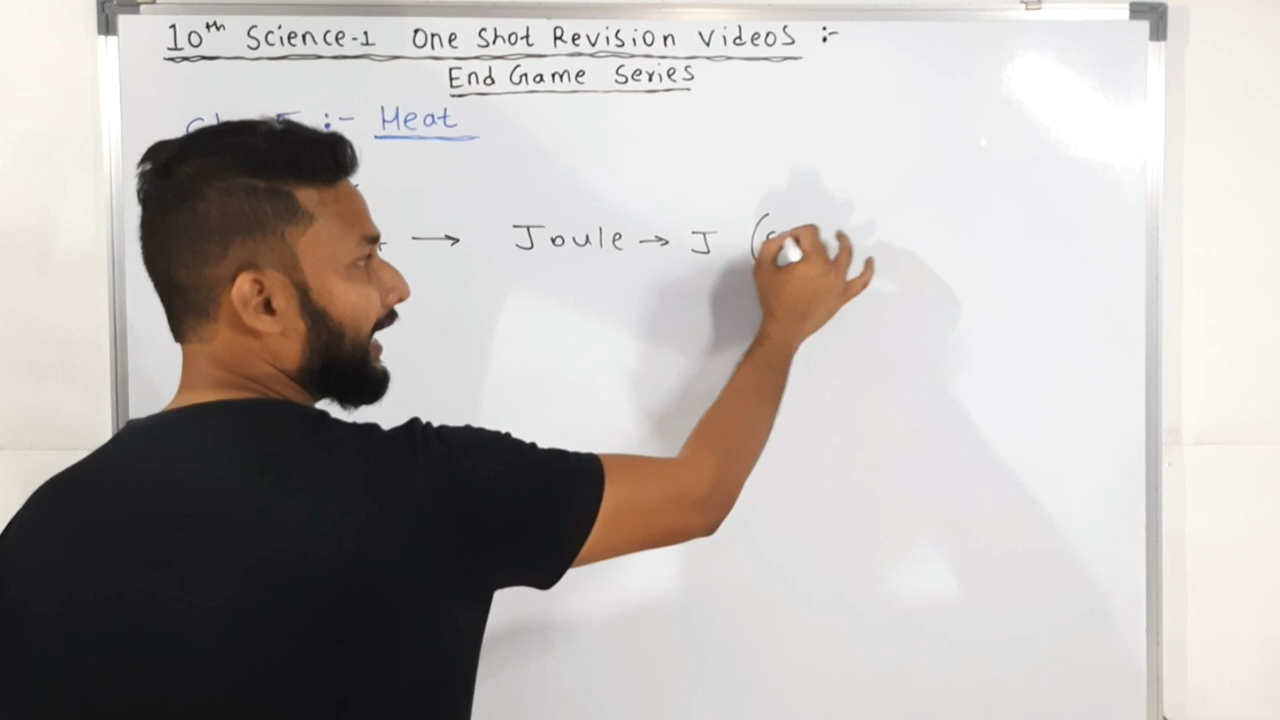 10th Science-1 One Shot Revision Videos :-
End Game Series
:- Heat
→ Joule → J (